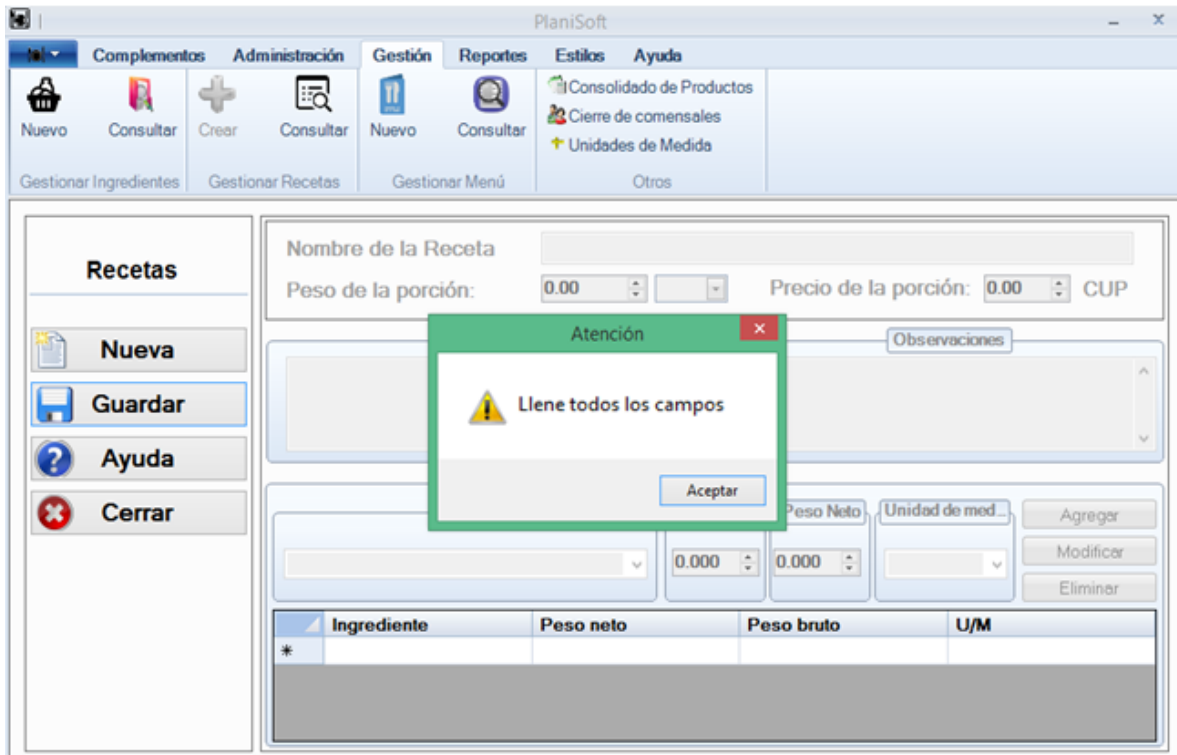 PlaniSoft
Complementos Administración Gestión Reportes Estilos Ayuda
Nuevo Consultar Crear Consultar Nuevo Consultar
Consolidado de Productos
Cierre de comensales
Unidades de Medida
Gestionar Ingredientes Gestionar Recetas Gestionar Menú Otros
Recetas
Nueva
Guardar
Ayuda
Cerrar
Nombre de la Receta
Peso de la porción: 0.00 Precio de la porción: 0.00 CUP
Observaciones
Atención
Llene todos los campos
Aceptar
Peso Neto Unidad de med...
0.000 0.000
Agregar
Modificar
Eliminar
Ingrediente Peso neto Peso bruto U/M
*